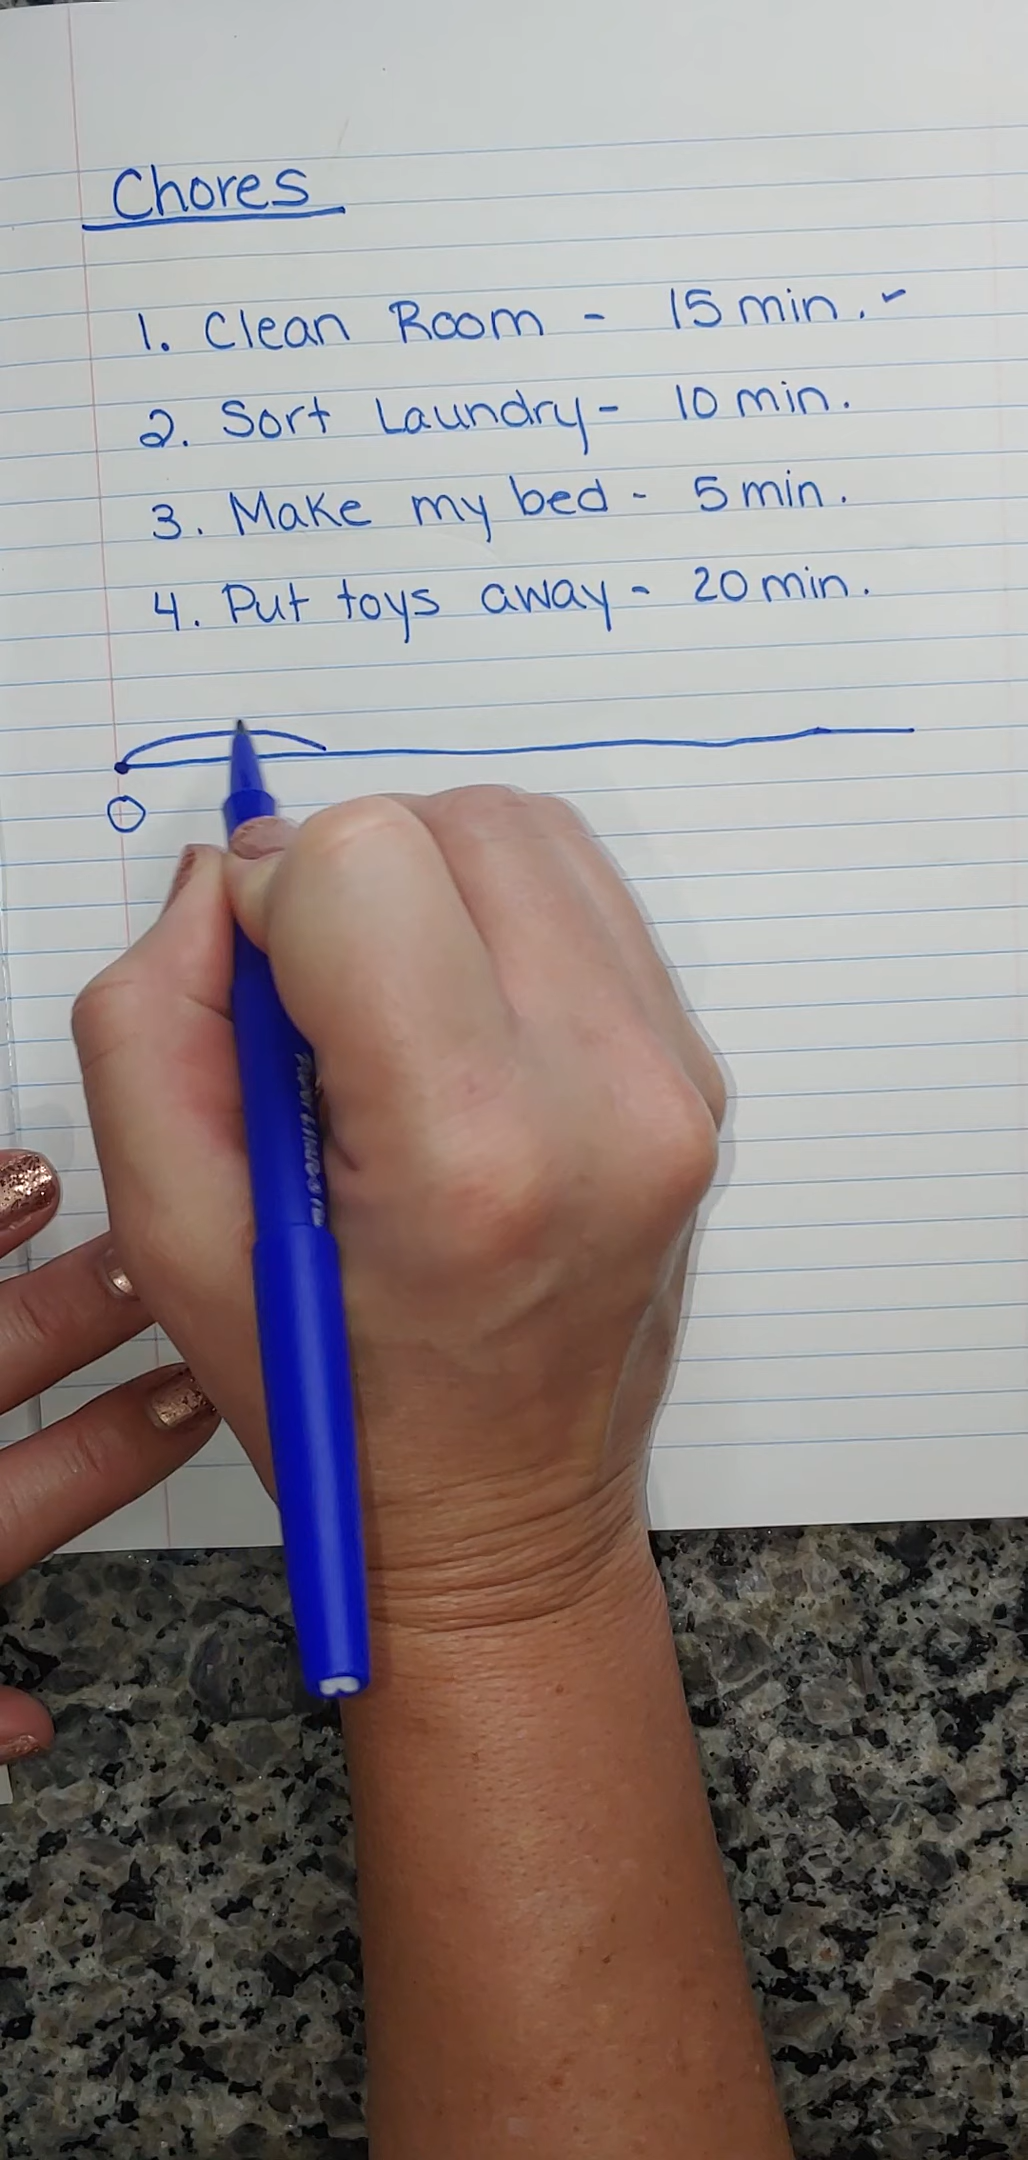 Chores
1. Clean Room - 15 min. ✓
2. Sort Laundry - 10 min.
3. Make my bed - 5 min.
4. Put toys away - 20 min.
0